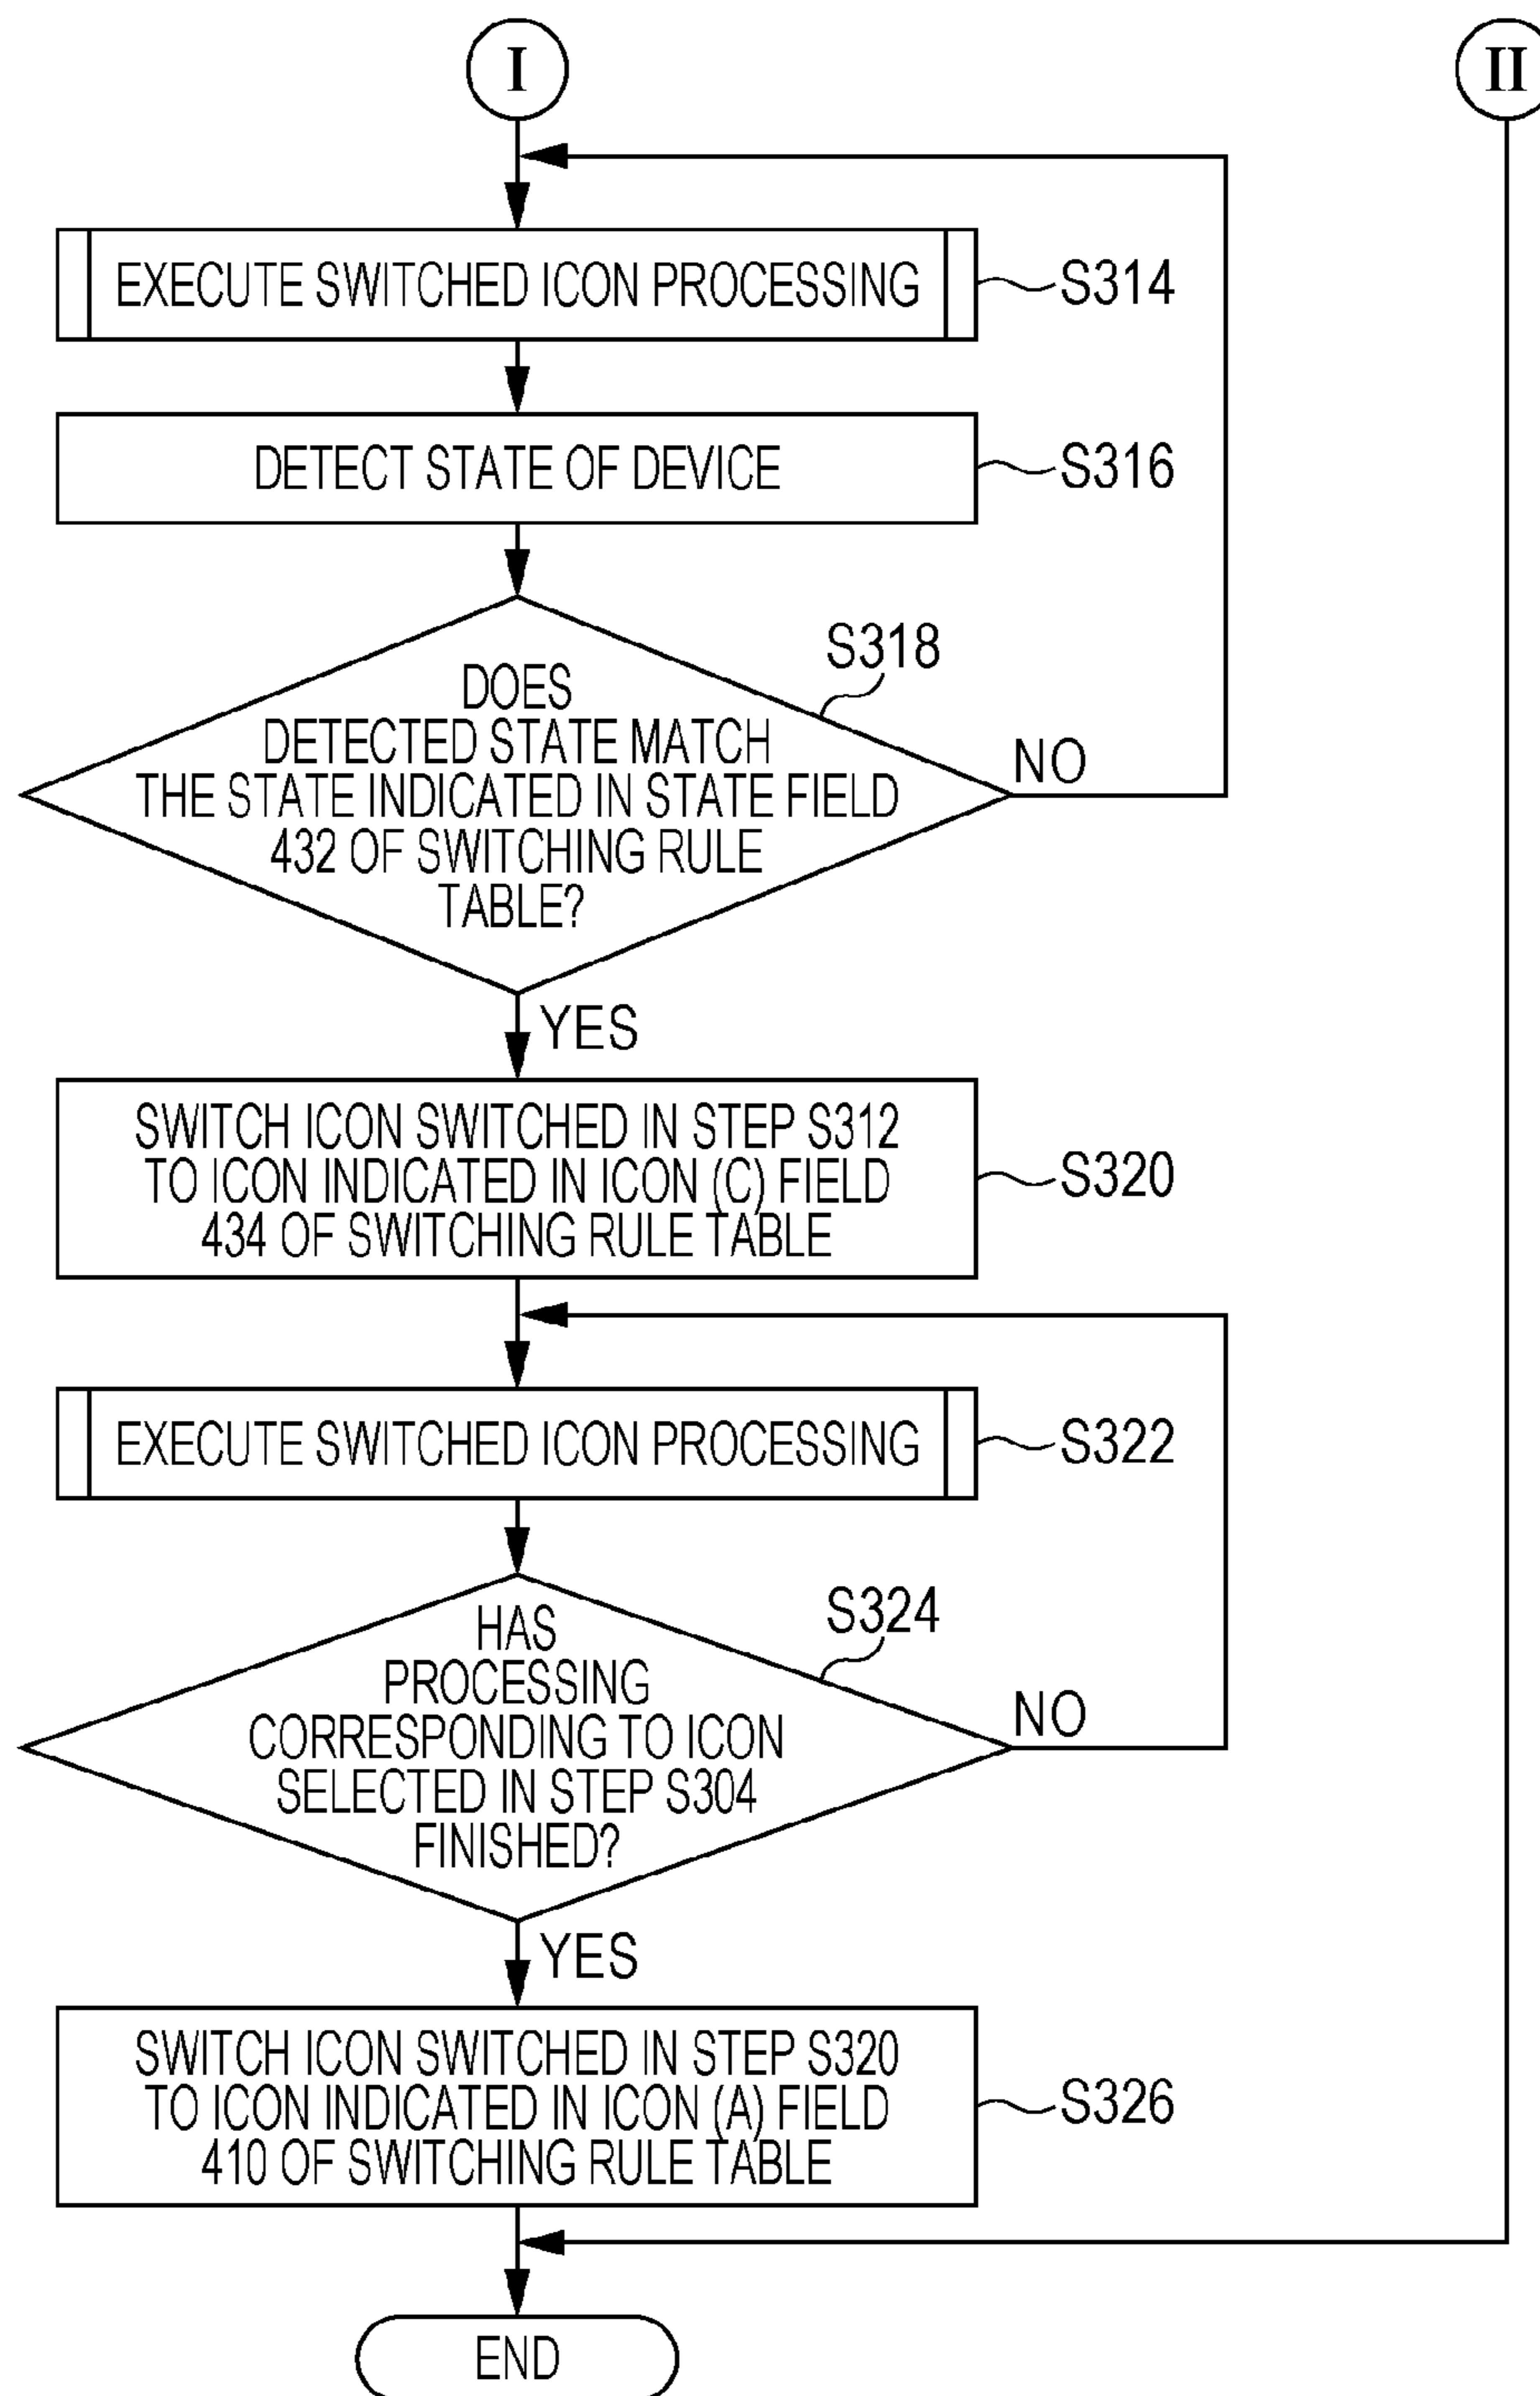 I
II
EXECUTE SWITCHED ICON PROCESSING
S314
DETECT STATE OF DEVICE
S316
S318
DOES
DETECTED STATE MATCH
THE STATE INDICATED IN STATE FIELD
432 OF SWITCHING RULE
TABLE?
NO
YES
SWITCH ICON SWITCHED IN STEP S312
TO ICON INDICATED IN ICON (C) FIELD
434 OF SWITCHING RULE TABLE
S320
EXECUTE SWITCHED ICON PROCESSING
S322
S324
HAS
PROCESSING
CORRESPONDING TO ICON
SELECTED IN STEP S304
FINISHED?
NO
YES
SWITCH ICON SWITCHED IN STEP S320
TO ICON INDICATED IN ICON (A) FIELD
410 OF SWITCHING RULE TABLE
S326
END